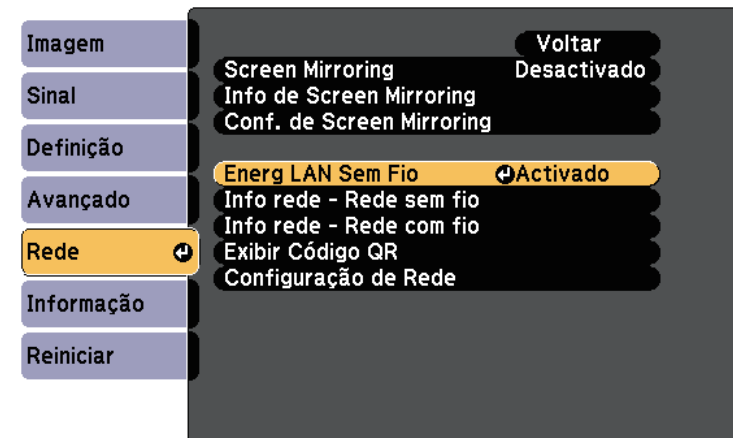 Imagem
Sinal
Definição
Avançado
Rede
Informação
Reiniciar
Voltar
Screen Mirroring Desactivado
Info de Screen Mirroring
Conf. de Screen Mirroring
Energ LAN Sem Fio Activado
Info rede - Rede sem fio
Info rede - Rede com fio
Exibir Código QR
Configuração de Rede